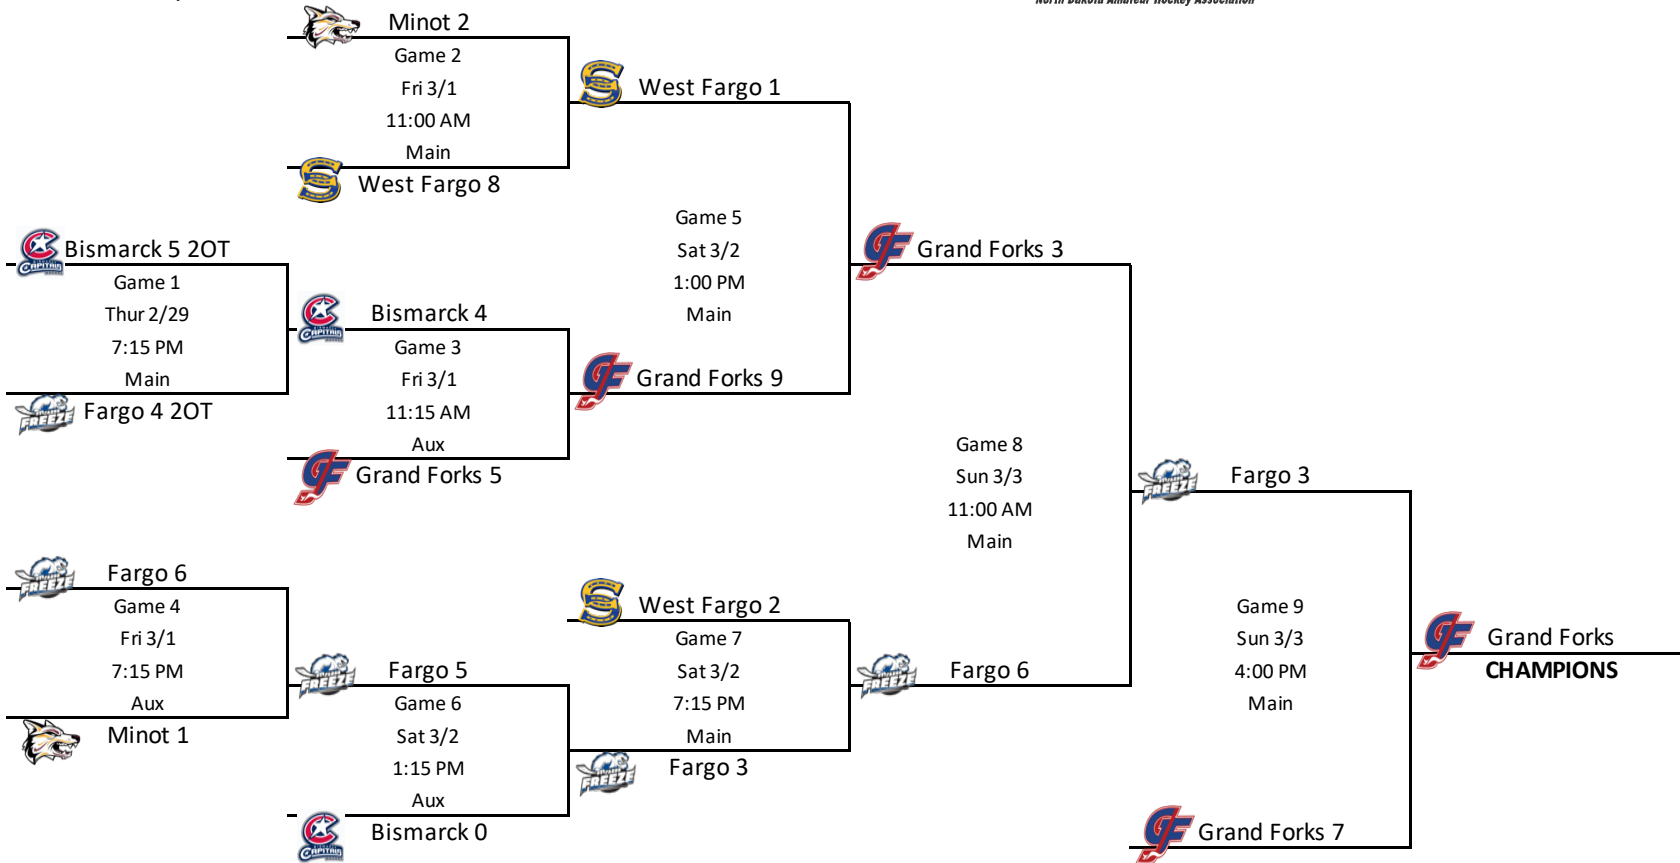 North Dakota Amateur Hockey Association
Minot 2
Game 2
Fri 3/1
11:00 AM
Main
West Fargo 8
West Fargo 1
Game 5
Sat 3/2
1:00 PM
Main
Grand Forks 9
Bismarck 5 2OT
Game 1
Thur 2/29
7:15 PM
Main
Fargo 4 2OT
Bismarck 4
Game 3
Fri 3/1
11:15 AM
Aux
Grand Forks 5
Grand Forks 3
Game 8
Sun 3/3
11:00 AM
Main
Fargo 6
Fargo 6
Game 4
Fri 3/1
7:15 PM
Aux
Minot 1
Fargo 5
Game 6
Sat 3/2
1:15 PM
Aux
Bismarck 0
West Fargo 2
Game 7
Sat 3/2
7:15 PM
Main
Fargo 3
Fargo 3
Game 9
Sun 3/3
4:00 PM
Main
Grand Forks 7
Grand Forks
CHAMPIONS